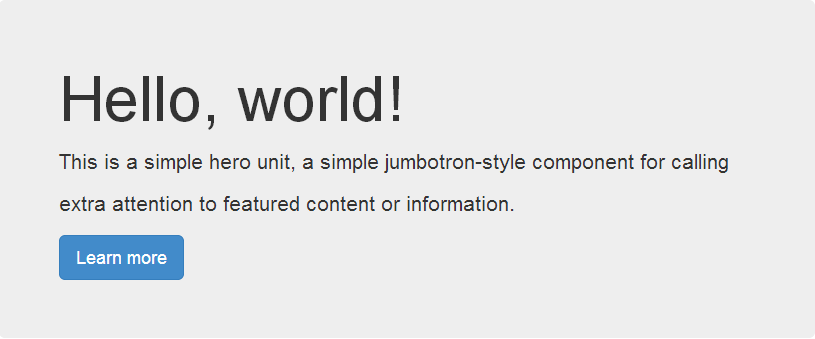 Hello, world!
This is a simple hero unit, a simple jumbotron-style component for calling
extra attention to featured content or information.
Learn more